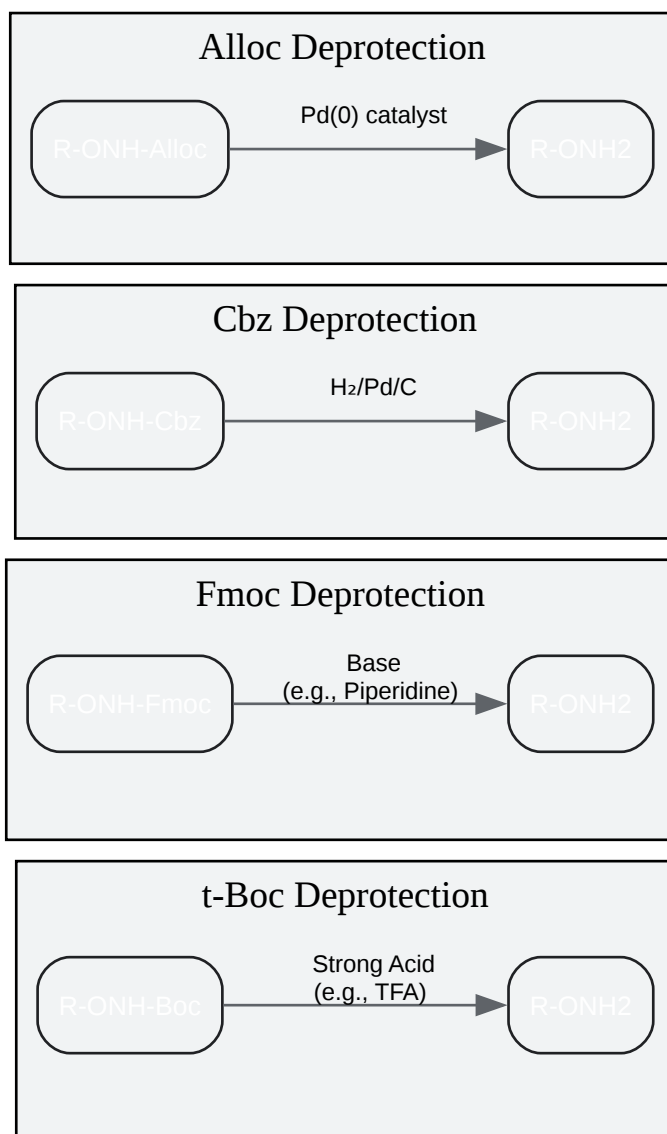 Alloc Deprotection
Pd(0) catalyst
R-ONH-Alloc
R-ONH2
Cbz Deprotection
H₂/Pd/C
R-ONH-Cbz
R-ONH2
Fmoc Deprotection
Base
(e.g., Piperidine)
R-ONH-Fmoc
R-ONH2
t-Boc Deprotection
Strong Acid
(e.g., TFA)
R-ONH-Boc
R-ONH2